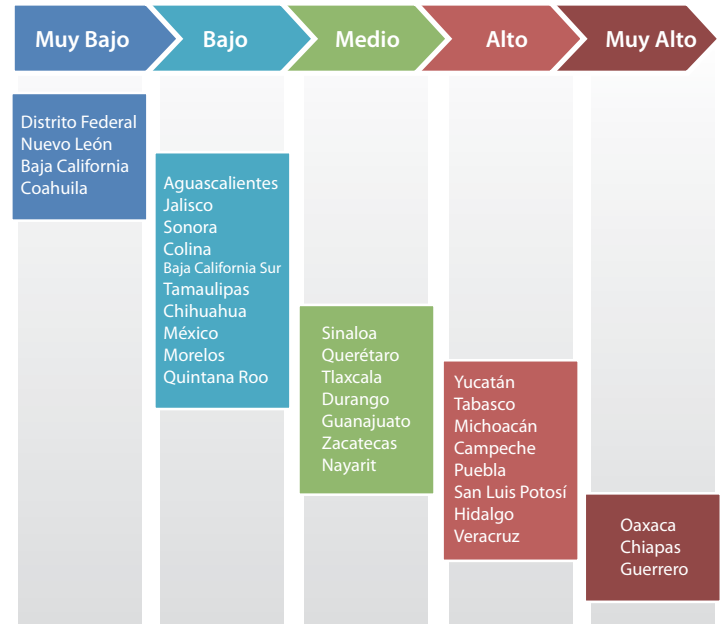 Muy Bajo
Bajo
Medio
Alto
Muy Alto
Distrito Federal
Nuevo León
Baja California
Coahuila
Aguascalientes
Jalisco
Sonora
Colina
Baja California Sur
Tamaulipas
Chihuahua
México
Morelos
Quintana Roo
Sinaloa
Querétaro
Tlaxcala
Durango
Guanajuato
Zacatecas
Nayarit
Yucatán
Tabasco
Michoacán
Campeche
Puebla
San Luis Potosí
Hidalgo
Veracruz
Oaxaca
Chiapas
Guerrero